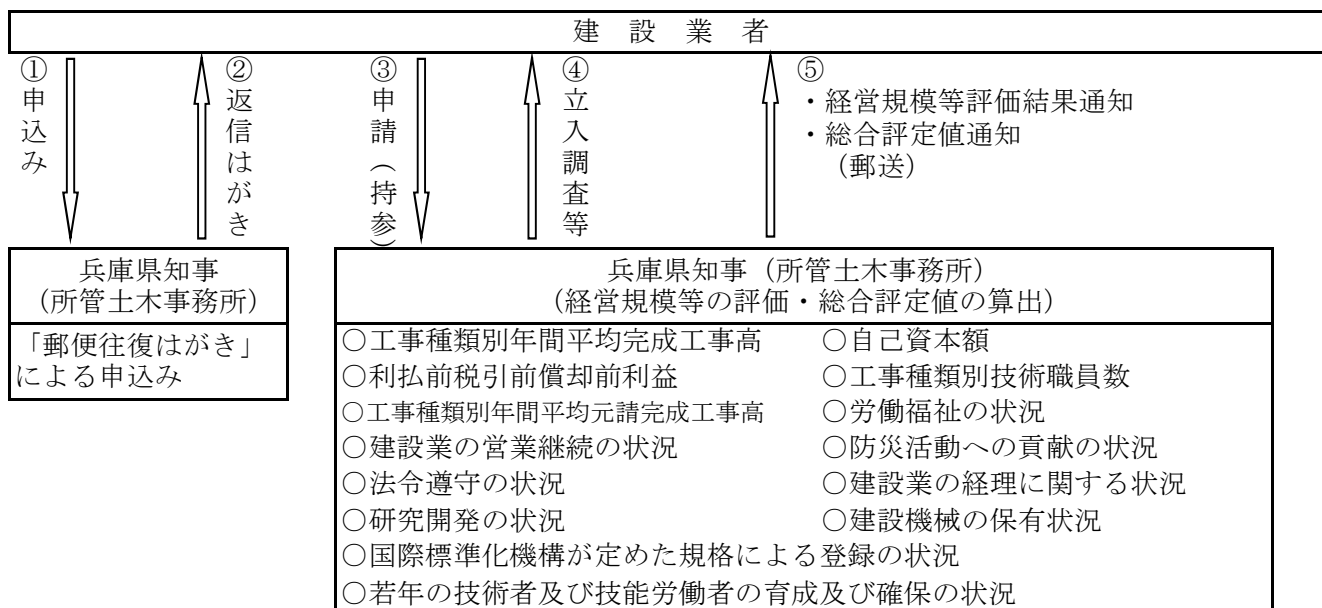 建設業者
①申込み
②返信はがき
③申請（持参）
④立入調査等
⑤
・経営規模等評価結果通知
・総合評定値通知
（郵送）
兵庫県知事
（所管土木事務所）
「郵便往復はがき」
による申込み
兵庫県知事（所管土木事務所）
（経営規模等の評価・総合評定値の算出）
○工事種類別年間平均完成工事高 ○自己資本額
○利払前税引前償却前利益 ○工事種類別技術職員数
○工事種類別年間平均元請完成工事高 ○労働福祉の状況
○建設業の営業継続の状況 ○防災活動への貢献の状況
○法令遵守の状況 ○建設業の経理に関する状況
○研究開発の状況 ○建設機械の保有状況
○国際標準化機構が定めた規格による登録の状況
○若年の技術者及び技能労働者の育成及び確保の状況